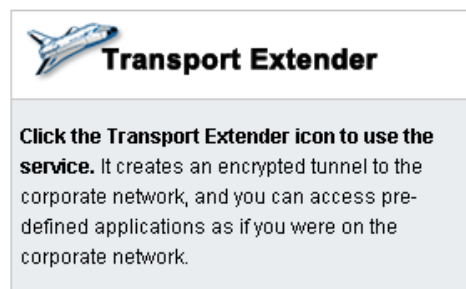 Transport Extender
Click the Transport Extender icon to use the
service. It creates an encrypted tunnel to the
corporate network, and you can access pre-
defined applications as if you were on the
corporate network.